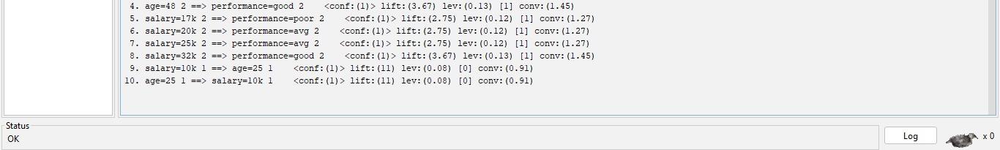 4. age=48 2 ==> performance=good 2    <conf:(1)> lift:(3.67) lev:(0.13) [1] conv:(1.45)
5. salary=17k 2 ==> performance=poor 2    <conf:(1)> lift:(2.75) lev:(0.12) [1] conv:(1.27)
6. salary=20k 2 ==> performance=avg 2    <conf:(1)> lift:(2.75) lev:(0.12) [1] conv:(1.27)
7. salary=25k 2 ==> performance=avg 2    <conf:(1)> lift:(2.75) lev:(0.12) [1] conv:(1.27)
8. salary=32k 2 ==> performance=good 2    <conf:(1)> lift:(3.67) lev:(0.13) [1] conv:(1.45)
9. salary=10k 1 ==> age=25 1    <conf:(1)> lift:(11) lev:(0.08) [0] conv:(0.91)
10. age=25 1 ==> salary=10k 1    <conf:(1)> lift:(11) lev:(0.08) [0] conv:(0.91)
Status
OK
Log
x 0